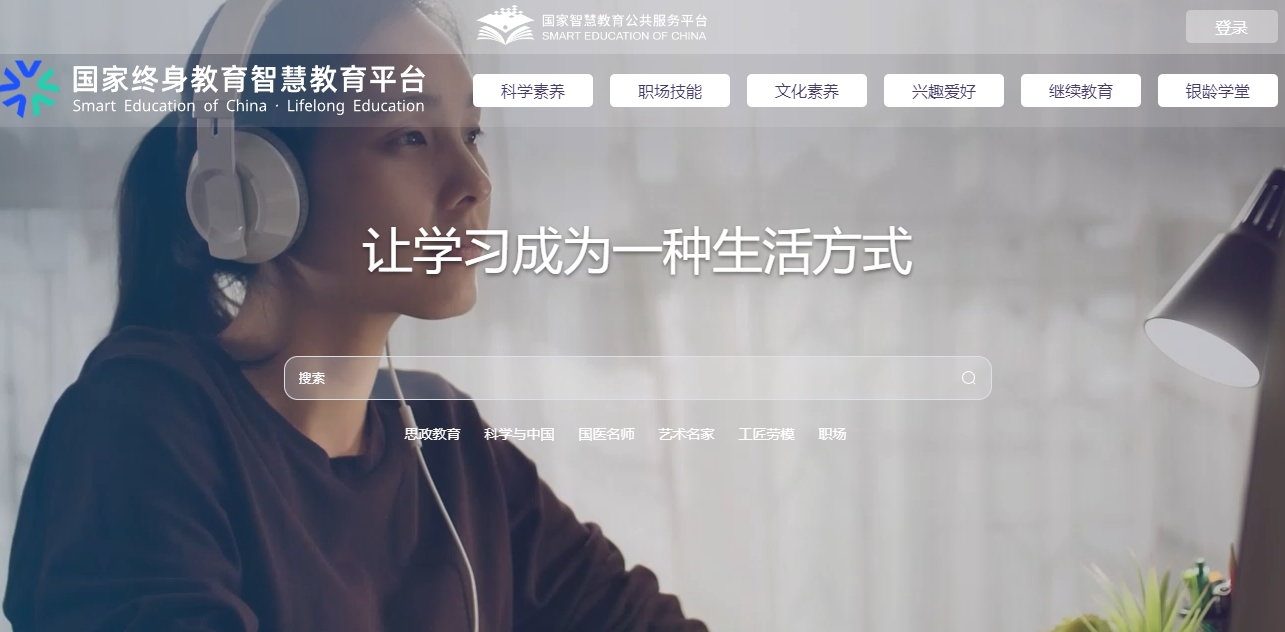 国家智慧教育公共服务平台
SMART EDUCATION OF CHINA
登录
国家终身教育智慧教育平台
Smart Education of China · Lifelong Education
科学素养 职场技能 文化素养 兴趣爱好 继续教育 银龄学堂
让学习成为一种生活方式
搜索
思政教育 科学与中国 国医名师 艺术名家 工匠劳模 职场